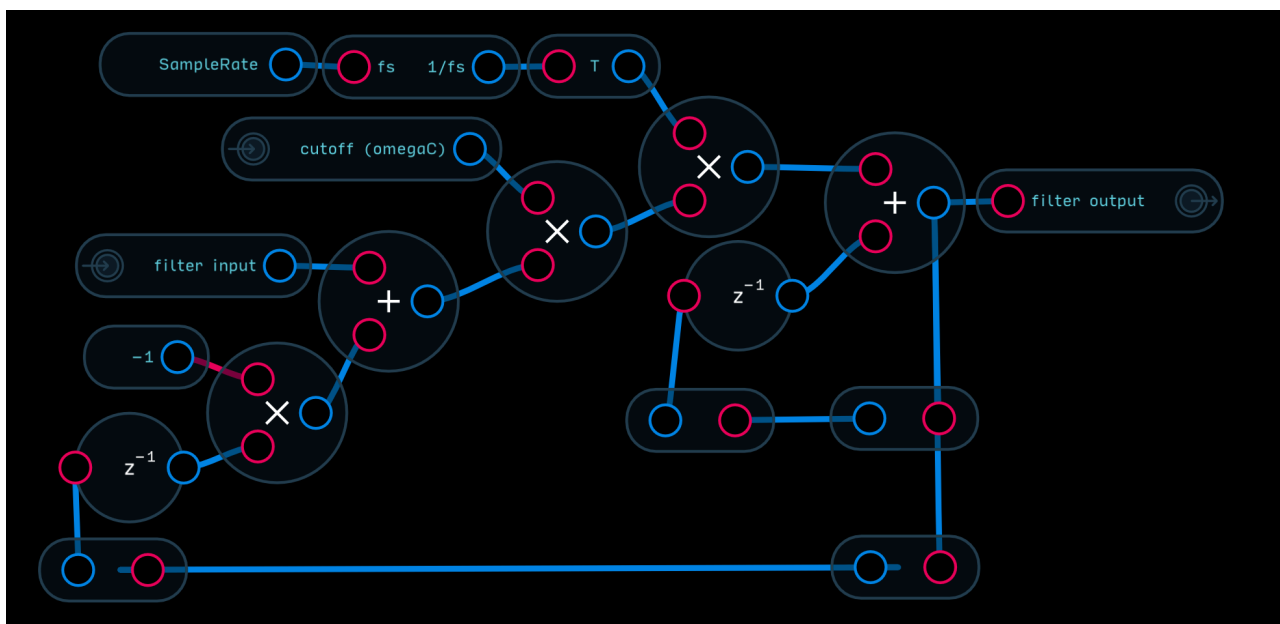 SampleRate
fs 1/fs
T
cutoff (omegaC)
×
+
filter output
×
filter input
+
z⁻¹
-1
×
z⁻¹